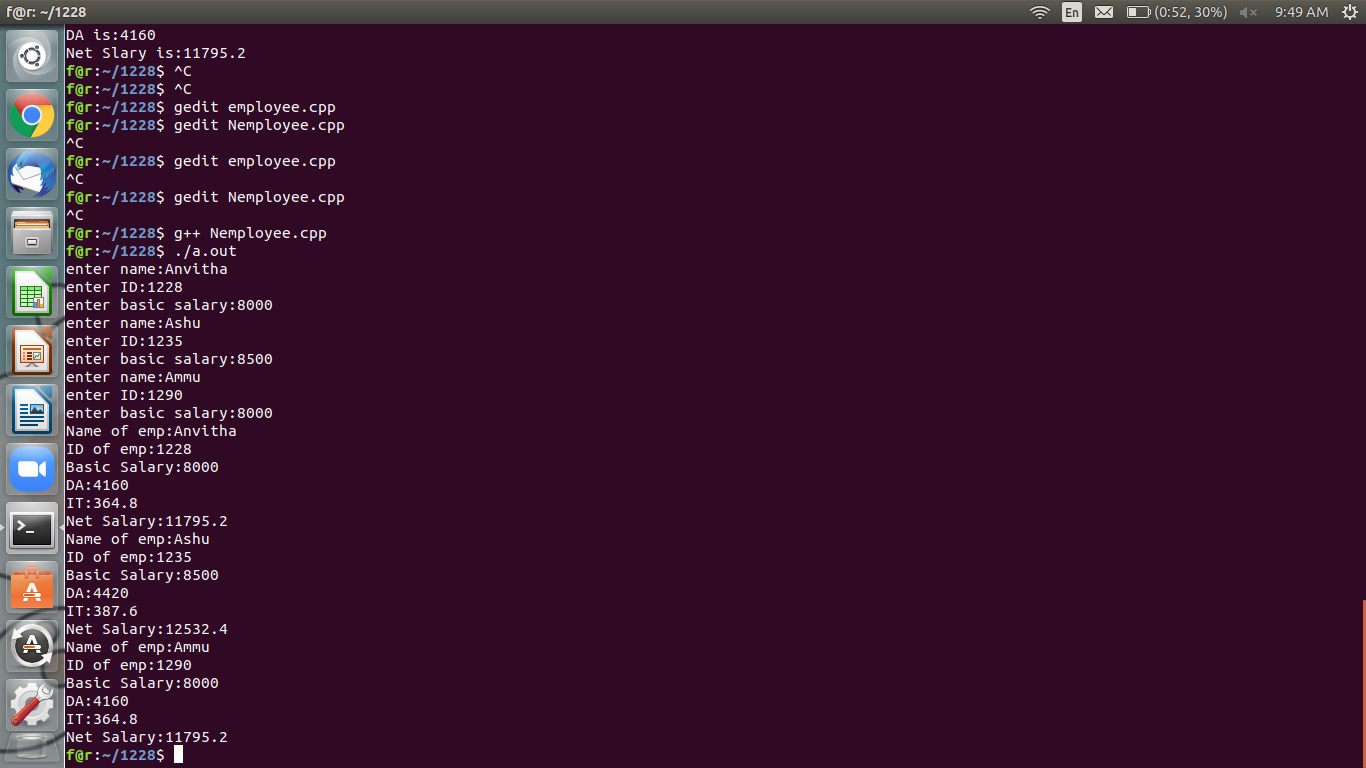 f@r: ~/1228
En
(0:52, 30%)
9:49 AM
DA is:4160
Net Slary is:11795.2
f@r:~/1228$ ^C
f@r:~/1228$ ^C
f@r:~/1228$ gedit employee.cpp
f@r:~/1228$ gedit Nemployee.cpp
^C
f@r:~/1228$ gedit employee.cpp
^C
f@r:~/1228$ gedit Nemployee.cpp
^C
f@r:~/1228$ g++ Nemployee.cpp
f@r:~/1228$ ./a.out
enter name:Anvitha
enter ID:1228
enter basic salary:8000
enter name:Ashu
enter ID:1235
enter basic salary:8500
enter name:Ammu
enter ID:1290
enter basic salary:8000
Name of emp:Anvitha
ID of emp:1228
Basic Salary:8000
DA:4160
IT:364.8
Net Salary:11795.2
Name of emp:Ashu
ID of emp:1235
Basic Salary:8500
DA:4420
IT:387.6
Net Salary:12532.4
Name of emp:Ammu
ID of emp:1290
Basic Salary:8000
DA:4160
IT:364.8
Net Salary:11795.2
f@r:~/1228$